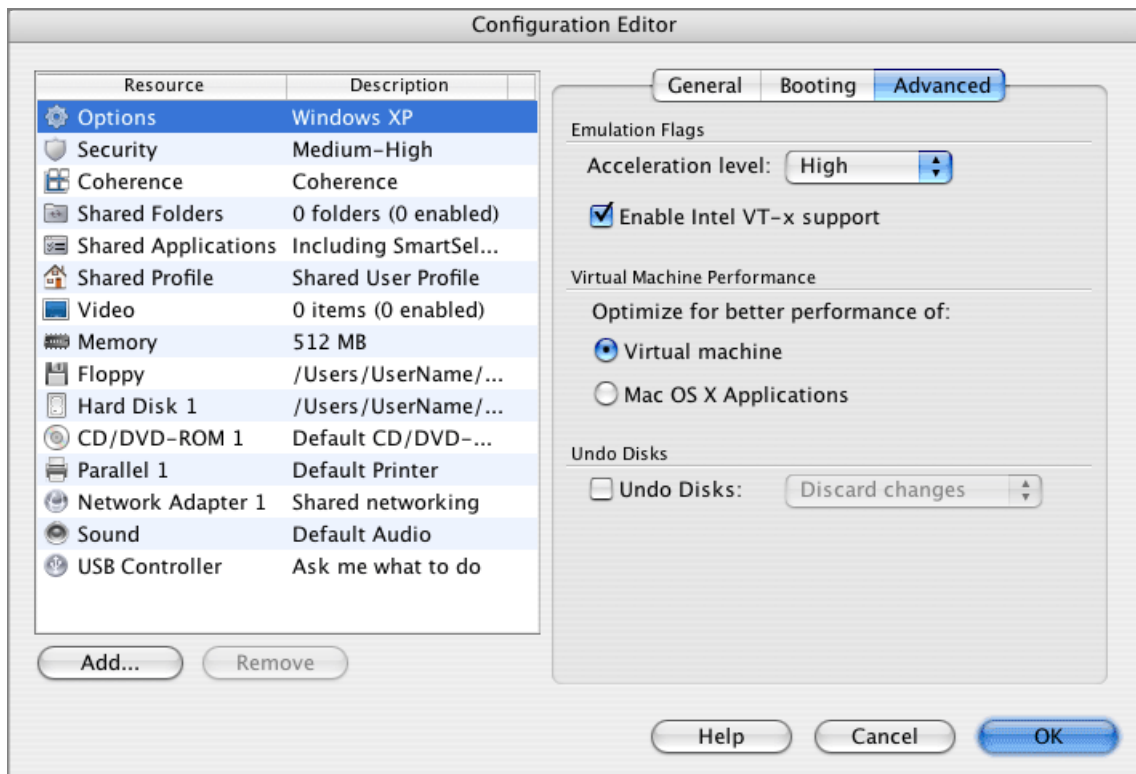 Configuration Editor
Resource Description
Options Windows XP
Security Medium-High
Coherence Coherence
Shared Folders 0 folders (0 enabled)
Shared Applications Including SmartSel...
Shared Profile Shared User Profile
Video 0 items (0 enabled)
Memory 512 MB
Floppy /Users/UserName/...
Hard Disk 1 /Users/UserName/...
CD/DVD-ROM 1 Default CD/DVD-...
Parallel 1 Default Printer
Network Adapter 1 Shared networking
Sound Default Audio
USB Controller Ask me what to do
Add... Remove
General Booting Advanced
Emulation Flags
Acceleration level: High
Enable Intel VT-x support
Virtual Machine Performance
Optimize for better performance of:
Virtual machine
Mac OS X Applications
Undo Disks
Undo Disks: Discard changes
Help Cancel OK